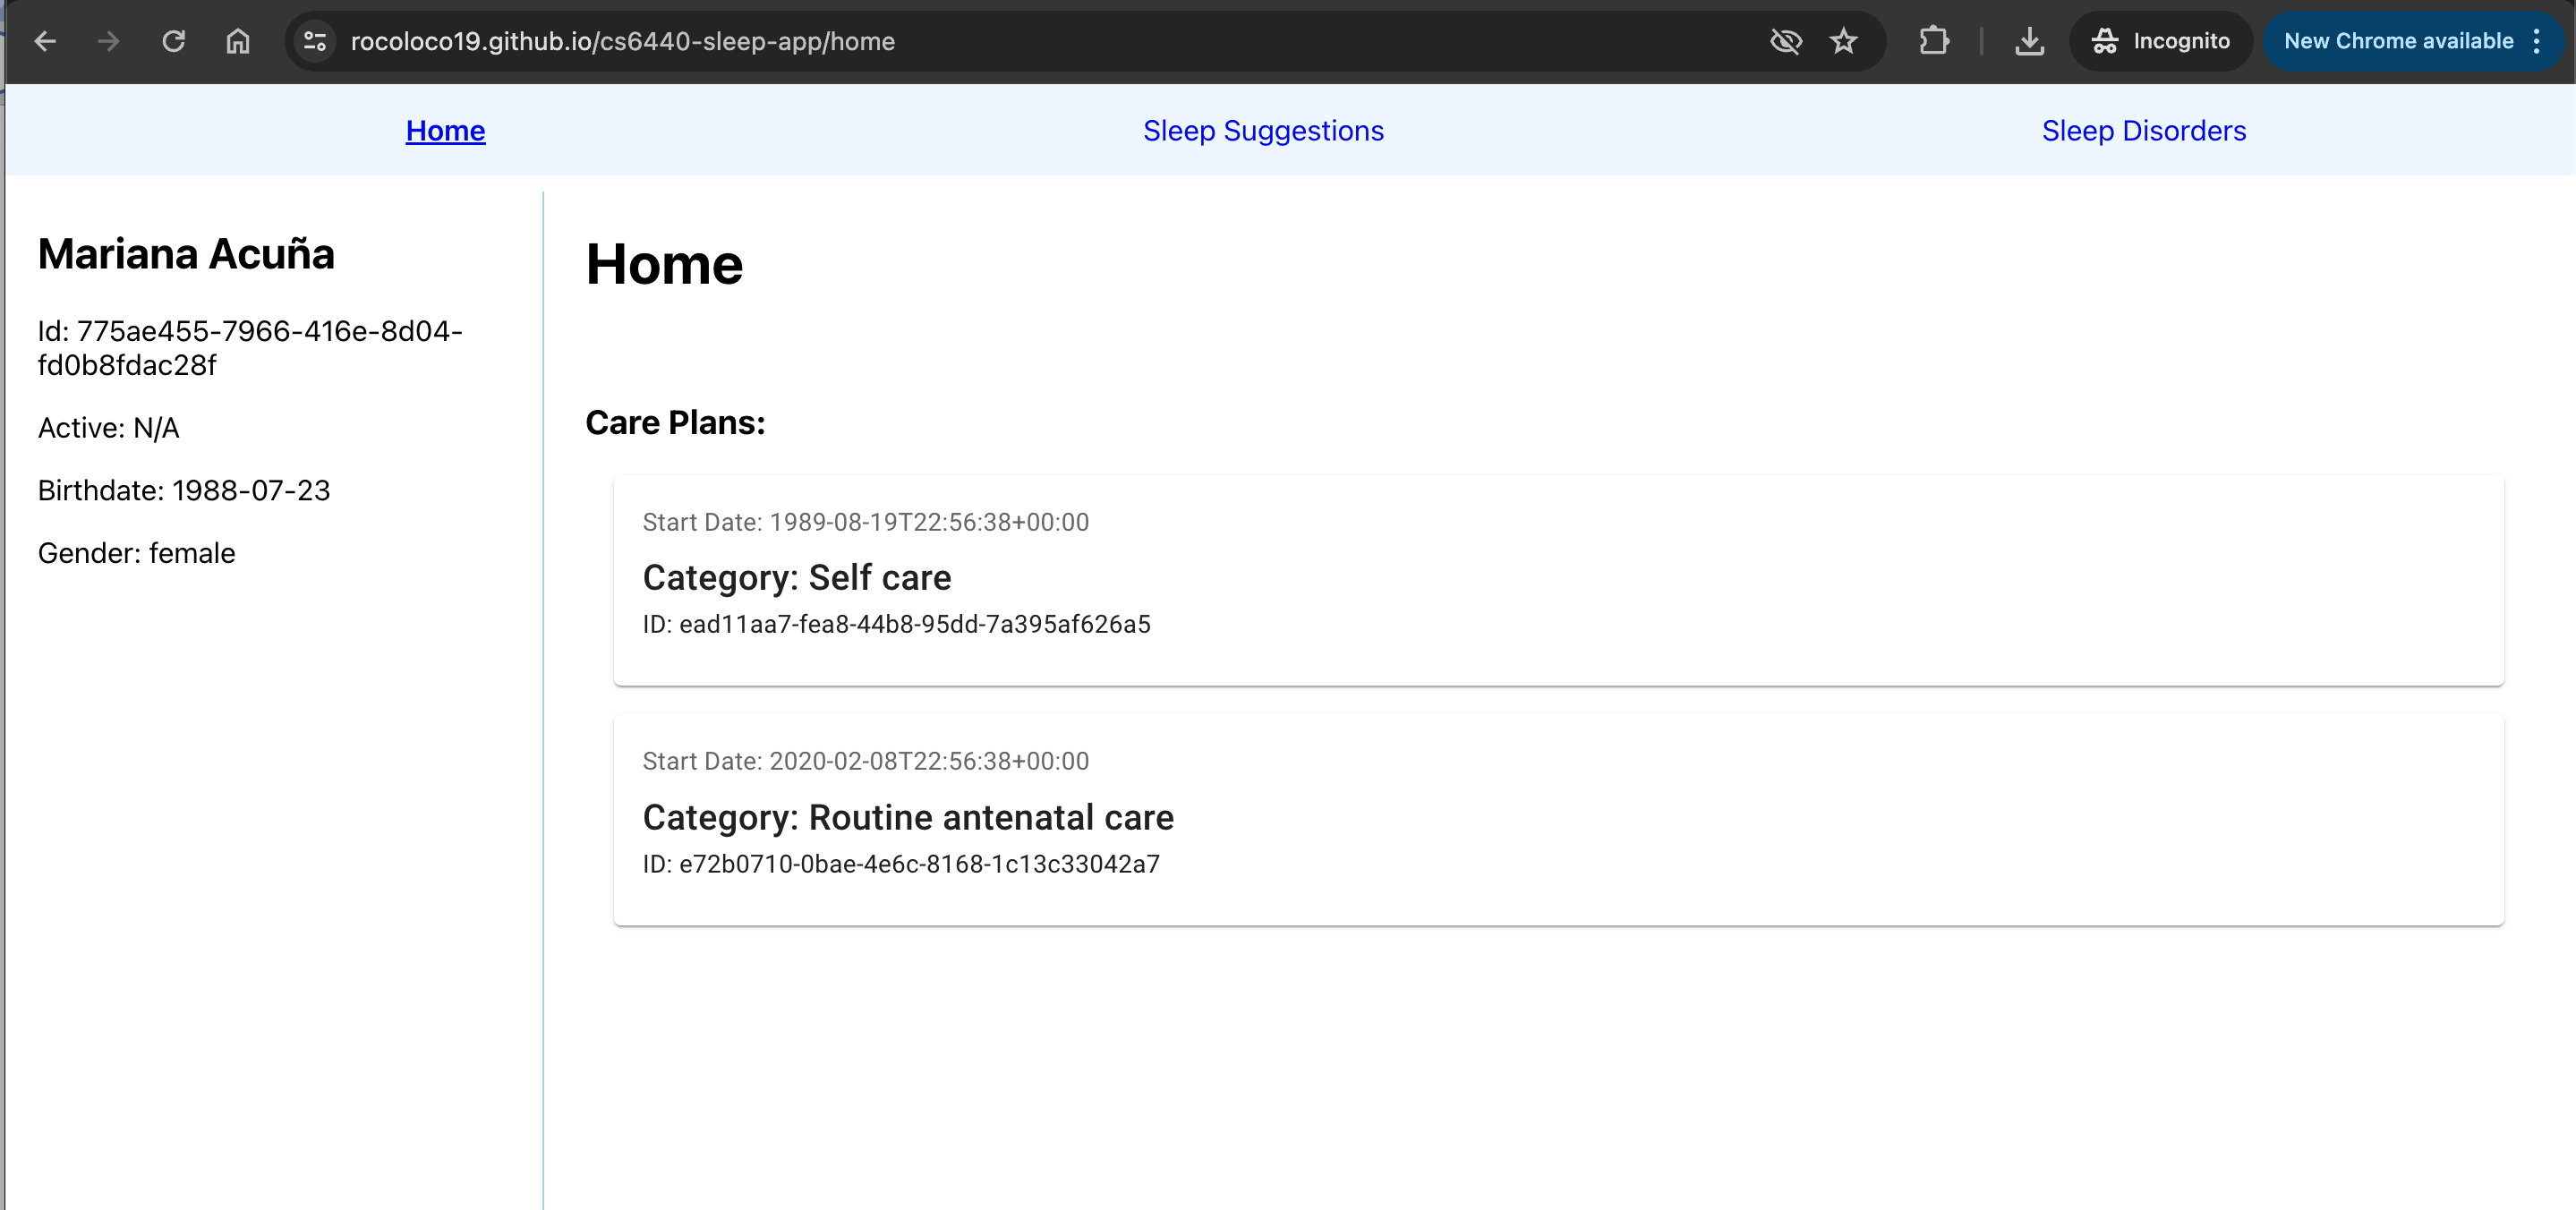 rocoloco19.github.io/cs6440-sleep-app/home
Incognito
New Chrome available
Home
Sleep Suggestions
Sleep Disorders
Mariana Acuña
Id: 775ae455-7966-416e-8d04-
fd0b8fdac28f
Active: N/A
Birthdate: 1988-07-23
Gender: female
Home
Care Plans:
Start Date: 1989-08-19T22:56:38+00:00
Category: Self care
ID: ead11aa7-fea8-44b8-95dd-7a395af626a5
Start Date: 2020-02-08T22:56:38+00:00
Category: Routine antenatal care
ID: e72b0710-0bae-4e6c-8168-1c13c33042a7